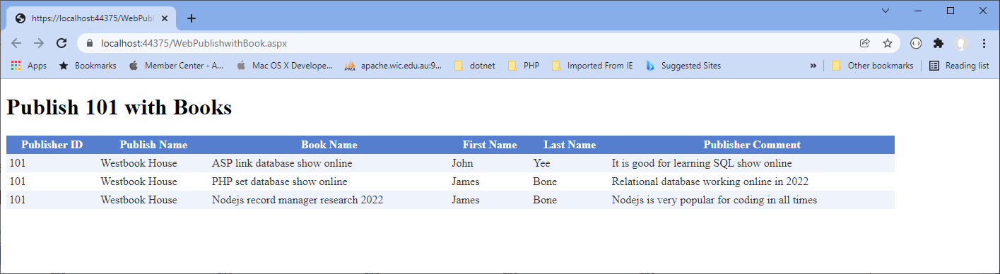 https://localhost:44375/WebPubl
localhost:44375/WebPublishwithBook.aspx
Apps Bookmarks Member Center - A... Mac OS X Develope... PMA apache.wic.edu.au:9... dotnet PHP Imported From IE Suggested Sites » Other bookmarks Reading list
Publish 101 with Books
Publisher ID Publish Name Book Name First Name Last Name Publisher Comment
101 Westbook House ASP link database show online John Yee It is good for learning SQL show online
101 Westbook House PHP set database show online James Bone Relational database working online in 2022
101 Westbook House Nodejs record manager research 2022 James Bone Nodejs is very popular for coding in all times